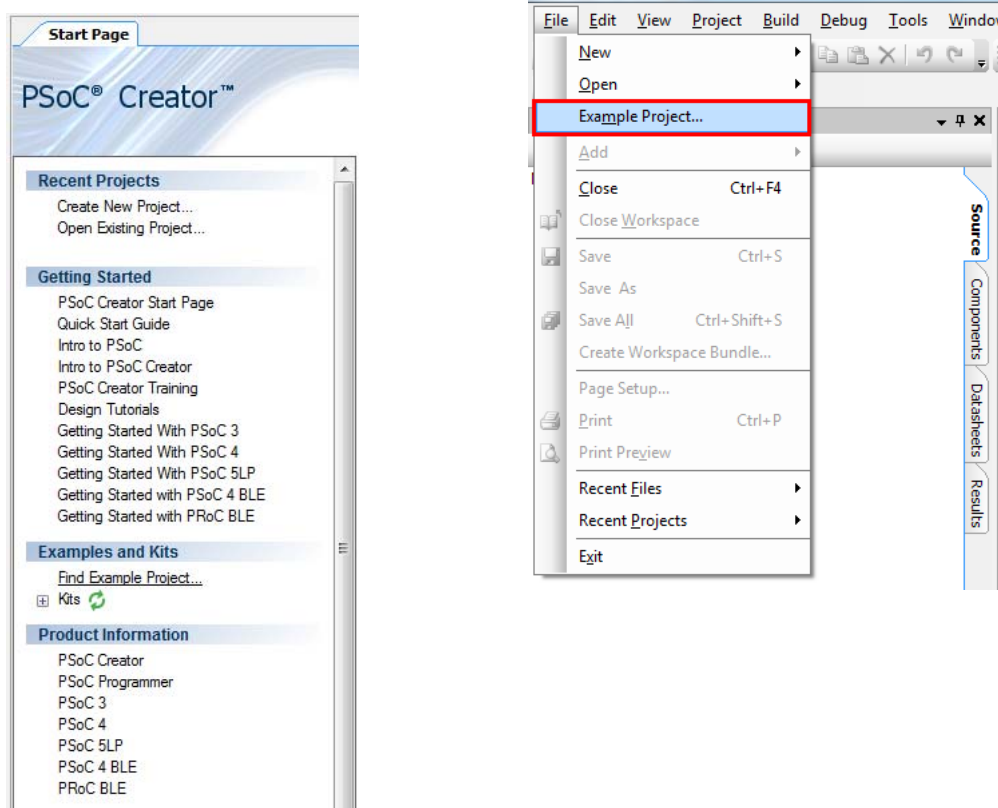 Start Page
PSoC® Creator™
Recent Projects
Create New Project...
Open Existing Project...
Getting Started
PSoC Creator Start Page
Quick Start Guide
Intro to PSoC
Intro to PSoC Creator
PSoC Creator Training
Design Tutorials
Getting Started With PSoC 3
Getting Started With PSoC 4
Getting Started With PSoC 5LP
Getting Started with PSoC 4 BLE
Getting Started with PRoC BLE
Examples and Kits
Find Example Project...
Kits
Product Information
PSoC Creator
PSoC Programmer
PSoC 3
PSoC 4
PSoC 5LP
PSoC 4 BLE
PRoC BLE
File Edit View Project Build Debug Tools Window
New
Open
Example Project...
Add
Close Ctrl+F4
Close Workspace
Save Ctrl+S
Save As
Save All Ctrl+Shift+S
Create Workspace Bundle...
Page Setup...
Print Ctrl+P
Print Preview
Recent Files
Recent Projects
Exit
Source
Components
Datasheets
Results